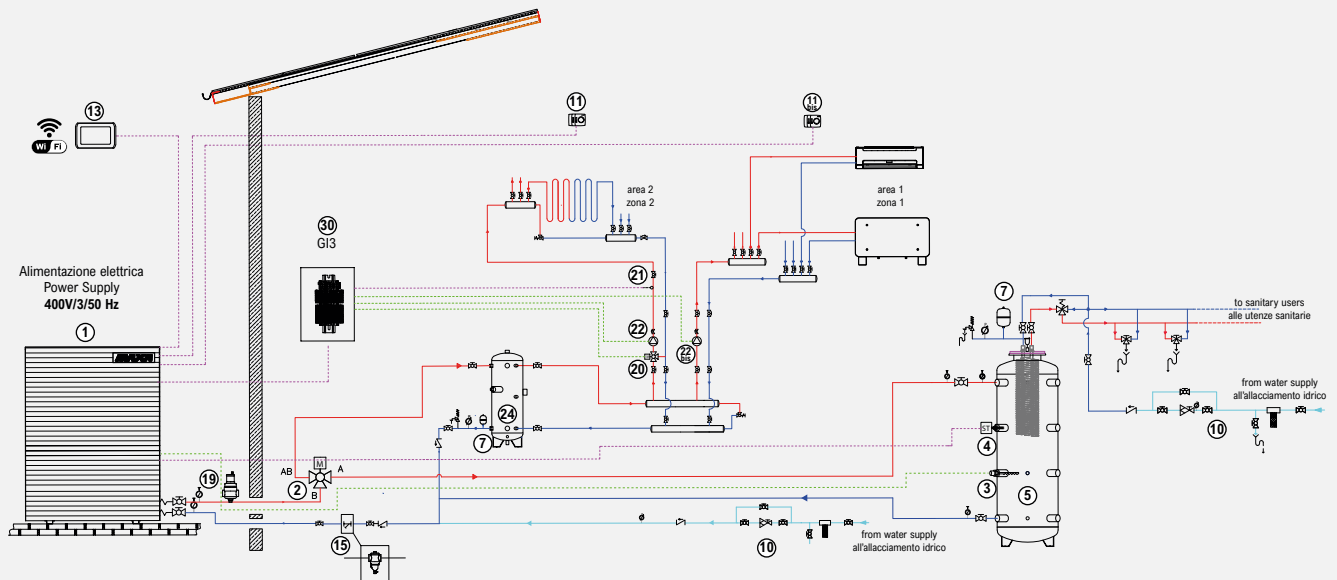 13
Wi Fi
11
11
bis
area 1
zona 1
area 2
zona 2
30
GI3
Alimentazione elettrica
Power Supply
400V/3/50 Hz
1
21
22
22
bis
20
24
7
7
to sanitary users
alle utenze sanitarie
from water supply
all'allacciamento idrico
10
ST
4
3
5
M
AB
A
B
2
19
15
10
from water supply
all'allacciamento idrico